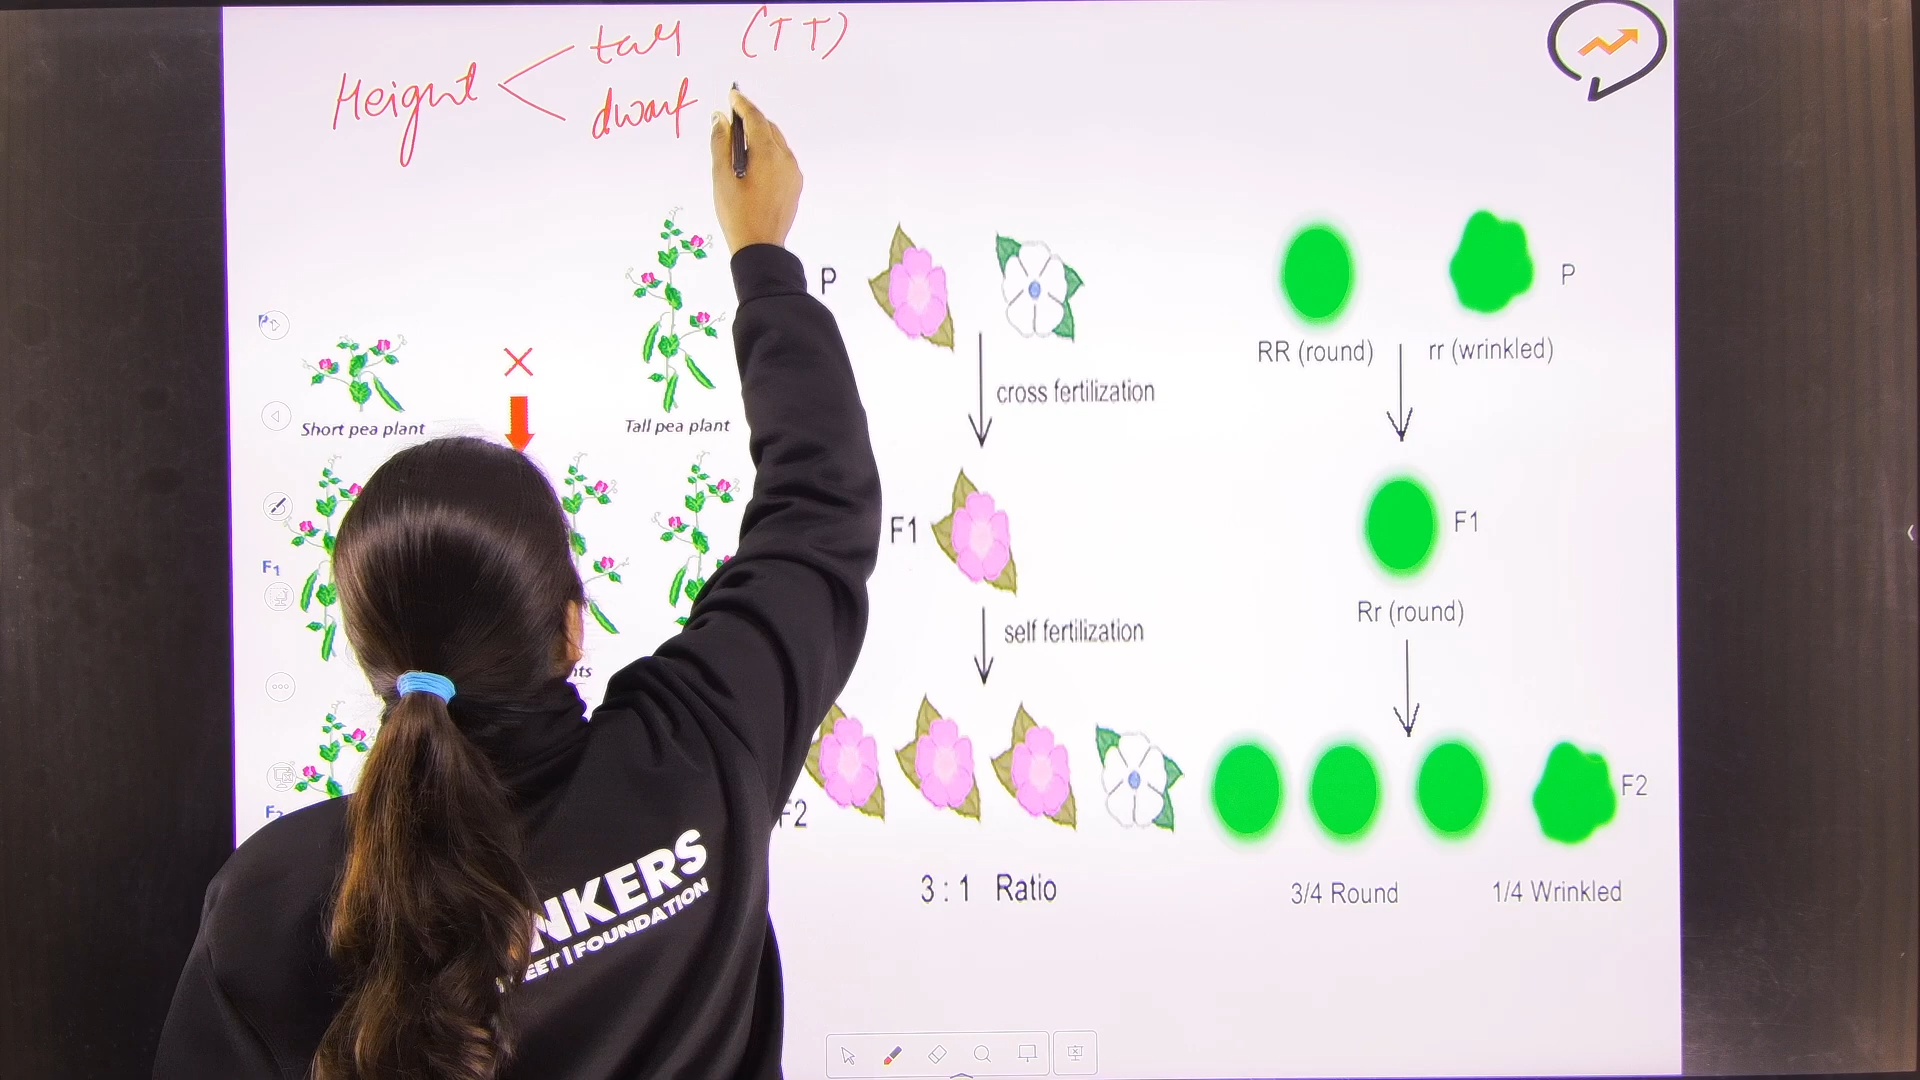 Height
tall (TT)
dwarf
P
P
Short pea plant
Tall pea plant
cross fertilization
RR (round)
rr (wrinkled)
F1
F1
F1
Rr (round)
self fertilization
F2
F2
3 : 1 Ratio
3/4 Round
1/4 Wrinkled
NKERS
EET | FOUNDATION